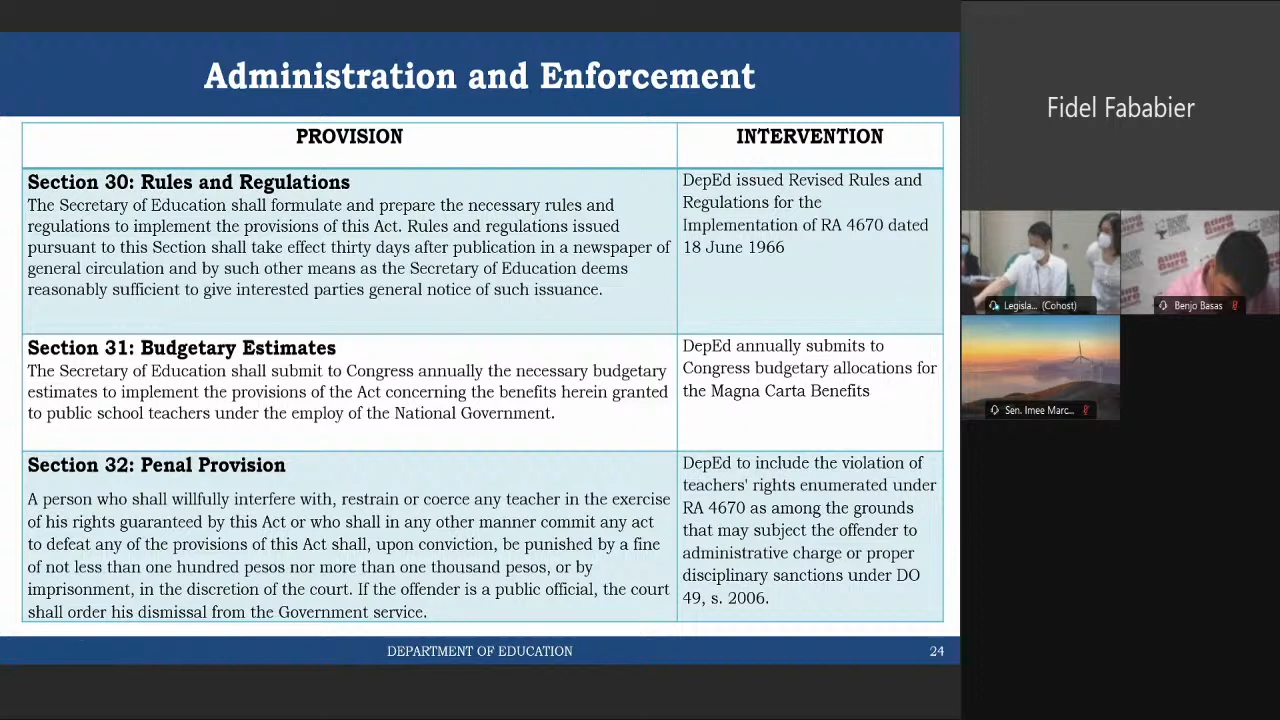 Administration and Enforcement
PROVISION
INTERVENTION
Section 30: Rules and Regulations
The Secretary of Education shall formulate and prepare the necessary rules and
regulations to implement the provisions of this Act. Rules and regulations issued
pursuant to this Section shall take effect thirty days after publication in a newspaper of
general circulation and by such other means as the Secretary of Education deems
reasonably sufficient to give interested parties general notice of such issuance.
DepEd issued Revised Rules and
Regulations for the
Implementation of RA 4670 dated
18 June 1966
Section 31: Budgetary Estimates
The Secretary of Education shall submit to Congress annually the necessary budgetary
estimates to implement the provisions of the Act concerning the benefits herein granted
to public school teachers under the employ of the National Government.
DepEd annually submits to
Congress budgetary allocations for
the Magna Carta Benefits
Section 32: Penal Provision
A person who shall willfully interfere with, restrain or coerce any teacher in the exercise
of his rights guaranteed by this Act or who shall in any other manner commit any act
to defeat any of the provisions of this Act shall, upon conviction, be punished by a fine
of not less than one hundred pesos nor more than one thousand pesos, or by
imprisonment, in the discretion of the court. If the offender is a public official, the court
shall order his dismissal from the Government service.
DepEd to include the violation of
teachers' rights enumerated under
RA 4670 as among the grounds
that may subject the offender to
administrative charge or proper
disciplinary sanctions under DO
49, s. 2006.
DEPARTMENT OF EDUCATION
24
Fidel Fababier
Legisla... (Cohost)
Benjo Basas
Sen. Imee Marc...